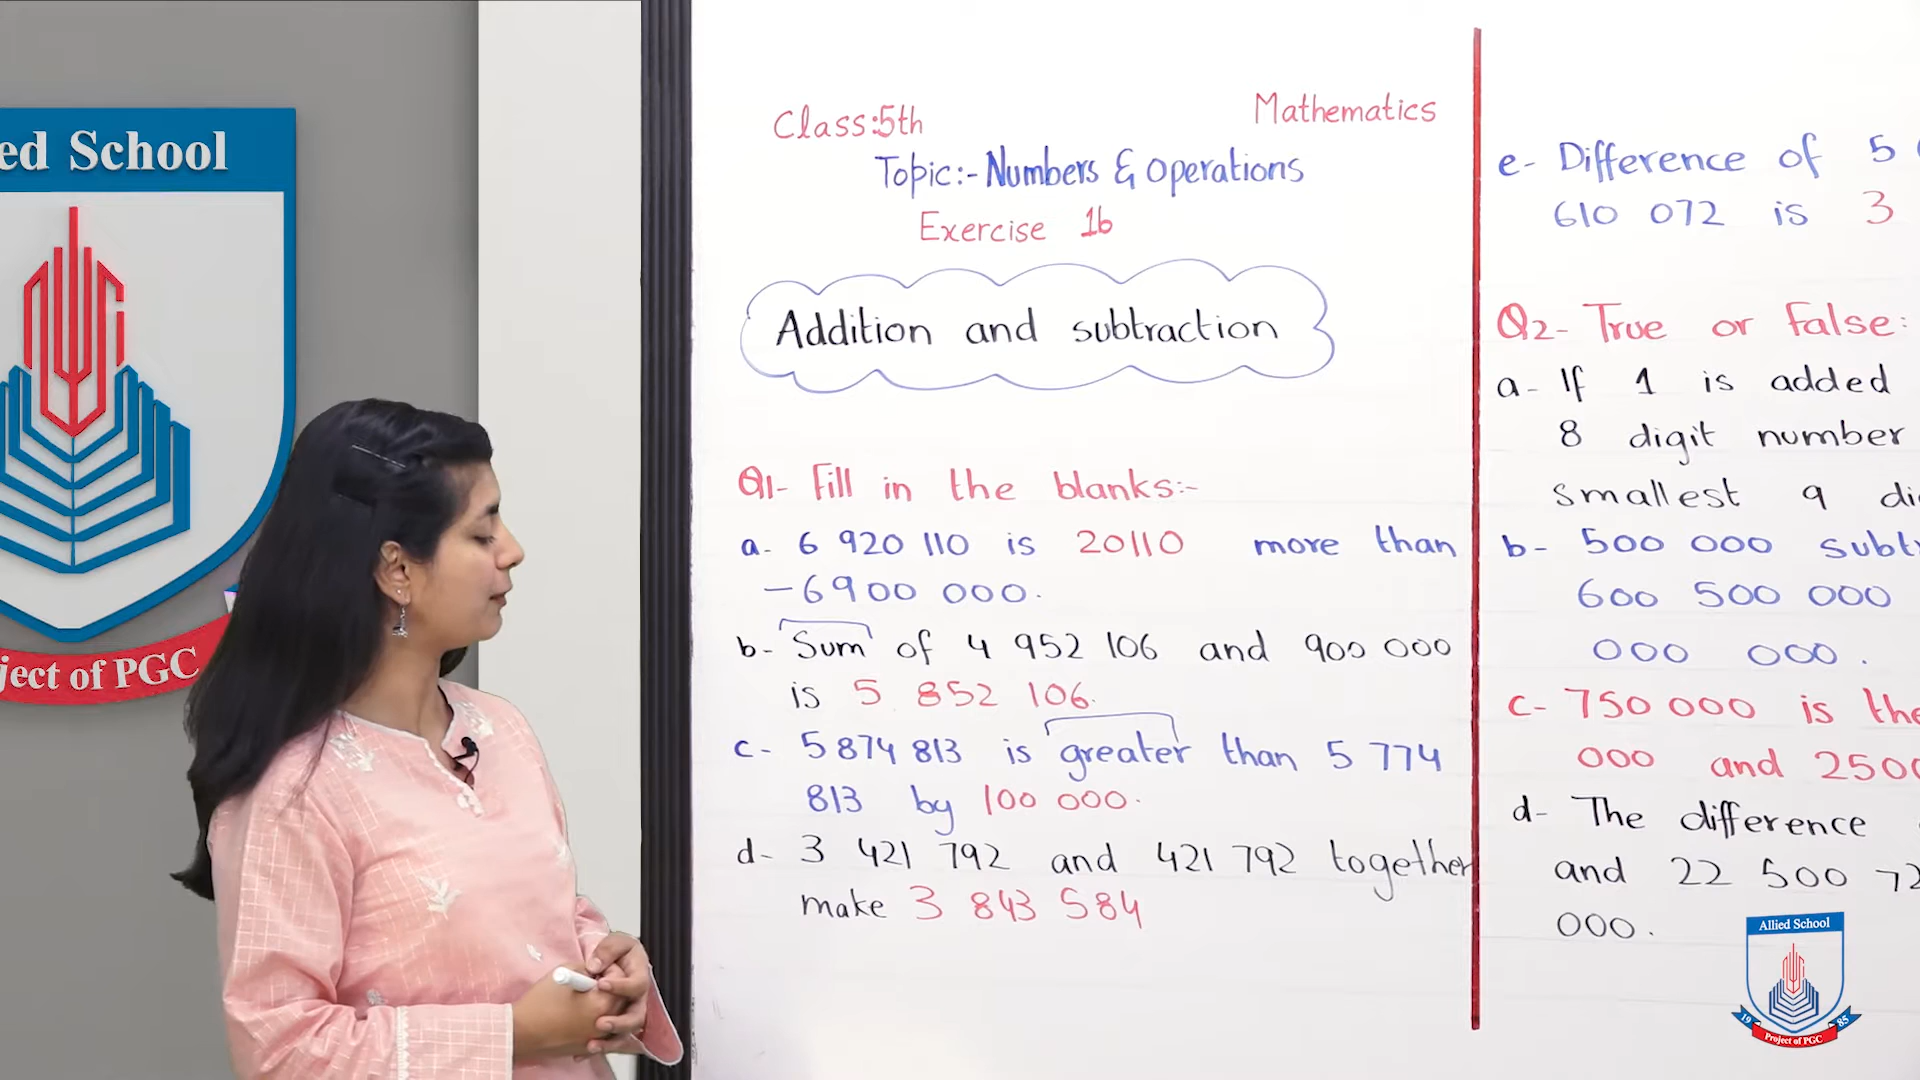 ed School
ject of PGC
Class:5th
Mathematics
Topic:- Numbers & operations
Exercise 1b
Addition and subtraction
Q1- Fill in the blanks:-
a- 6 920 110 is 20110 more than
- 6900 000.
b- Sum of 4 952 106 and 900 000
is 5 852 106.
c- 5874813 is greater than 5 774
813 by 100 000.
d- 3 421 792 and 421 792 together
make 3 843 584
e- Difference of 5
610 072 is 3
Q2- True or False:
a- If 1 is added
8 digit number
smallest 9 di
b- 500 000 subt
600 500 000
000 000.
c- 750 000 is the
000 and 2500
d- The difference
and 22 500 72
000.
Allied School
19 85
Project of PGC